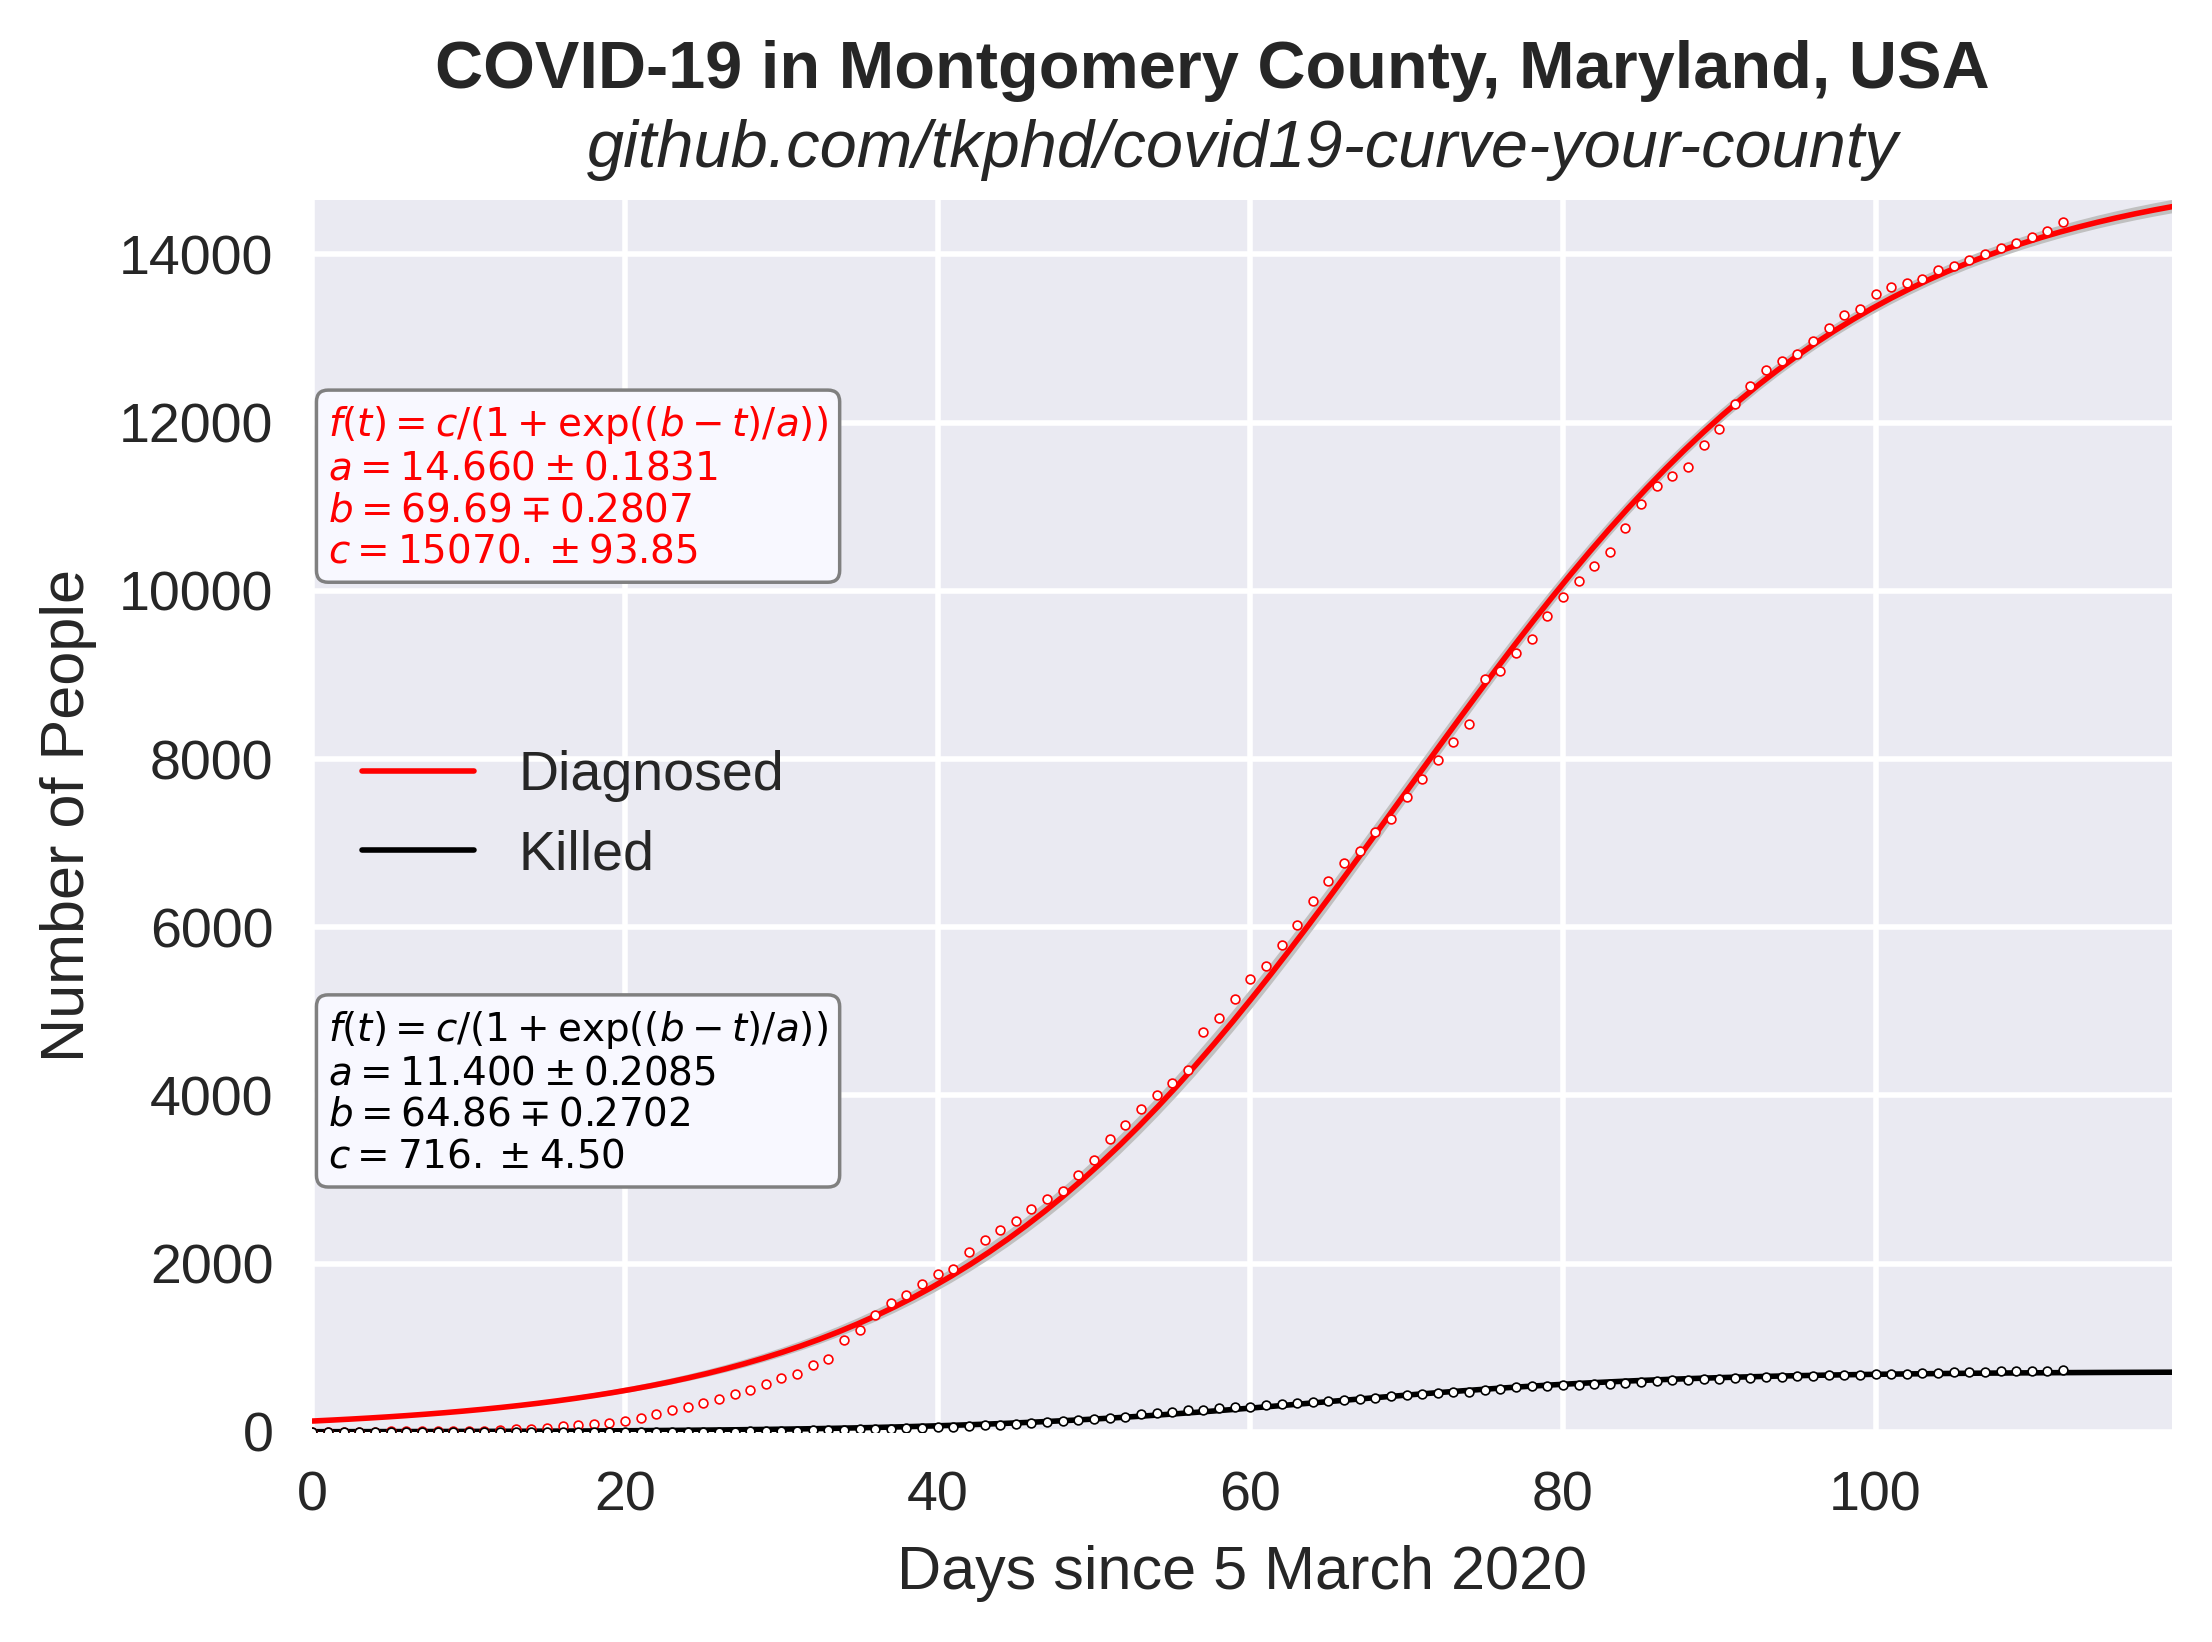 COVID-19 in Montgomery County, Maryland, USA
github.com/tkphd/covid19-curve-your-county
Number of People
14000
12000
10000
8000
6000
4000
2000
0
f(t) = c/(1 + exp((b − t)/a))
a = 14.660 ± 0.1831
b = 69.69 ∓ 0.2807
c = 15070. ± 93.85
Diagnosed
Killed
f(t) = c/(1 + exp((b − t)/a))
a = 11.400 ± 0.2085
b = 64.86 ∓ 0.2702
c = 716. ± 4.50
0 20 40 60 80 100
Days since 5 March 2020